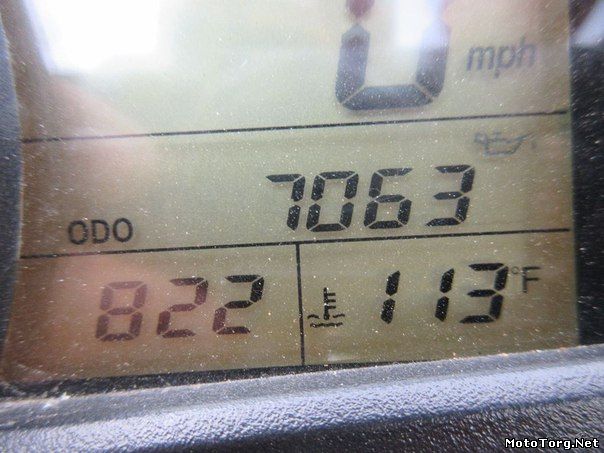 0 mph
ODO 7063
822 113 °F
MotoTorg.Net